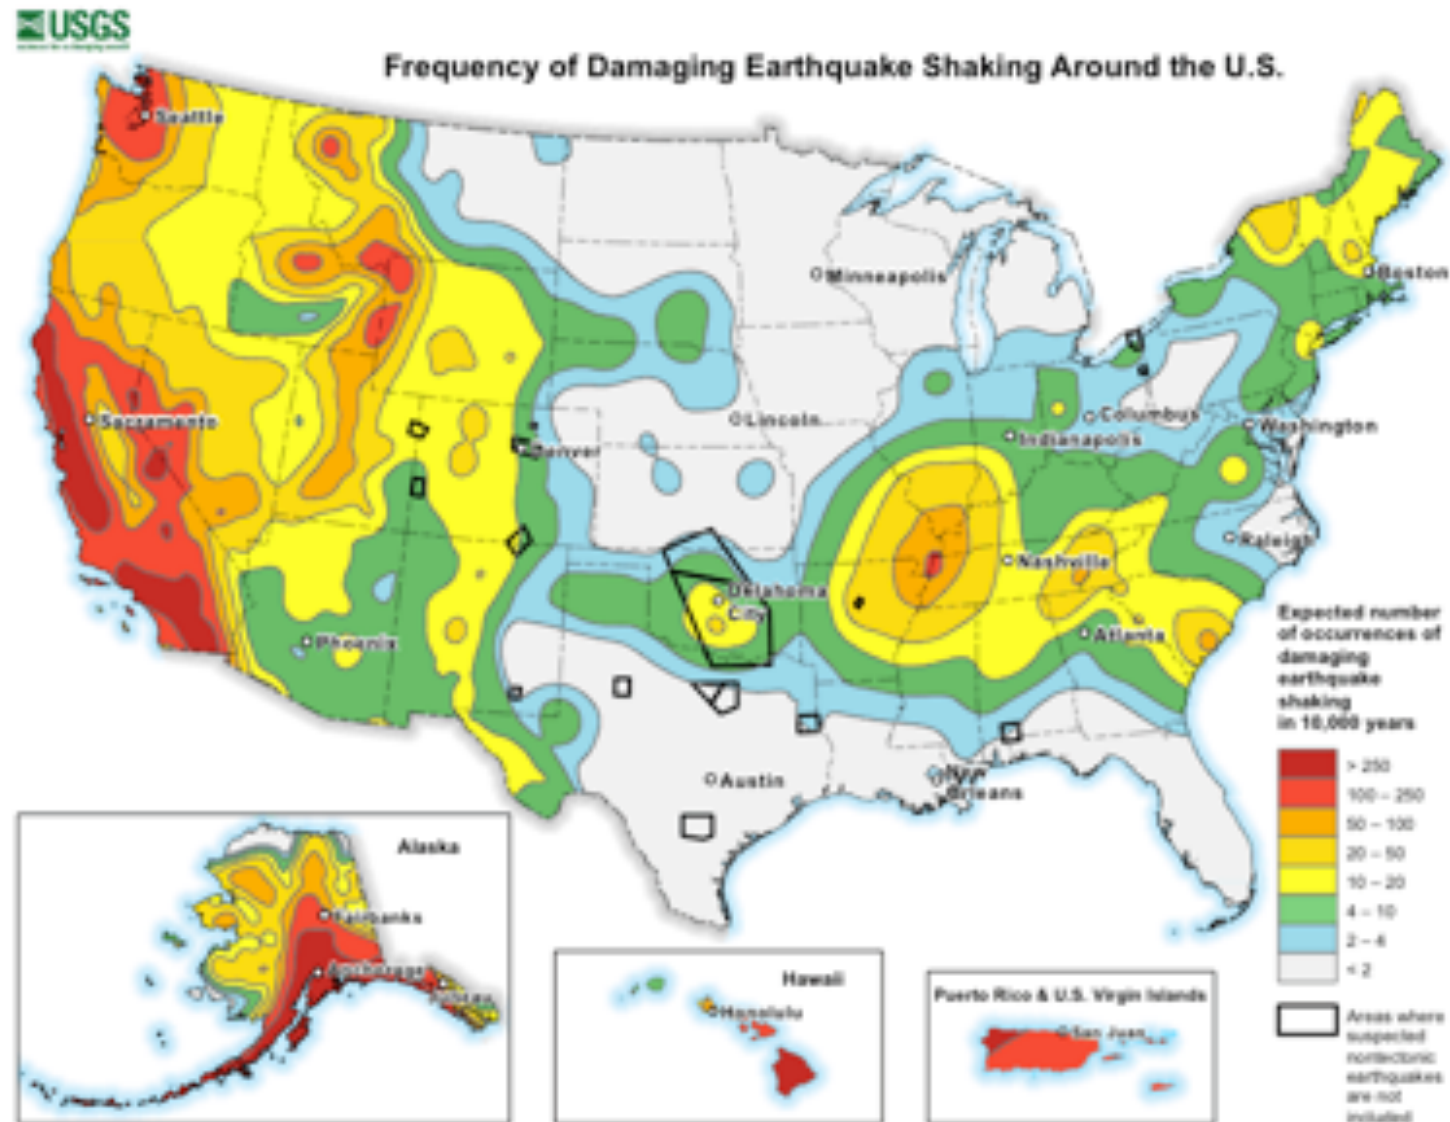 USGS
Frequency of Damaging Earthquake Shaking Around the U.S.
Seattle
Minneapolis
Boston
Sacramento
Lincoln
Columbus
Washington
Denver
Indianapolis
Raleigh
Nashville
Oklahoma
City
Phoenix
Atlanta
Austin
New
Orleans
Expected number
of occurrences of
damaging
earthquake
shaking
in 10,000 years
> 250
100 – 250
50 – 100
20 – 50
10 – 20
4 – 10
2 – 4
< 2
Areas where
suspected
nontectonic
earthquakes
are not
included
Alaska
Fairbanks
Anchorage
Juneau
Hawaii
Honolulu
Puerto Rico & U.S. Virgin Islands
San Juan